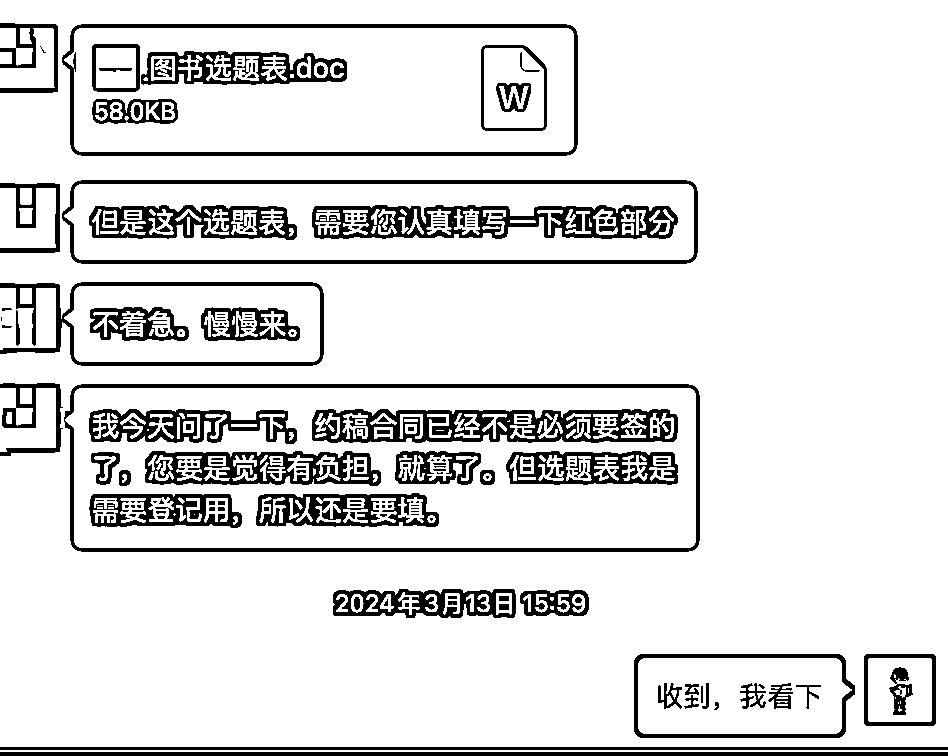 .图书选题表.doc
58.0KB
W
但是这个选题表，需要您认真填写一下红色部分
不着急。慢慢来。
我今天问了一下，约稿合同已经不是必须要签的
了，您要是觉得有负担，就算了。但选题表我是
需要登记用，所以还是要填。
2024年3月13日 15:59
收到，我看下